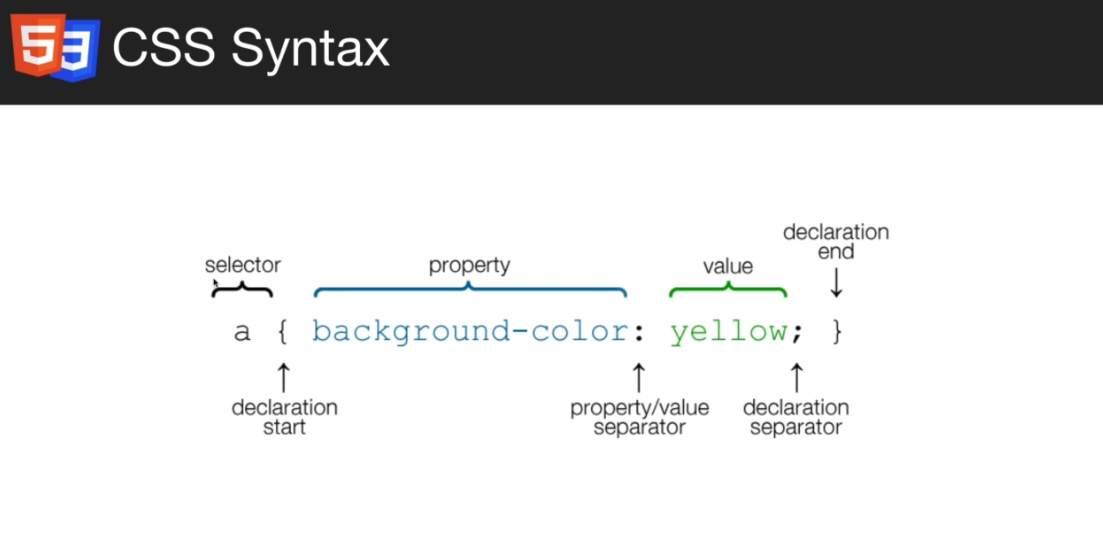 5 3 CSS Syntax
declaration
end
selector
property
value
a { background-color: yellow; }
declaration
start
property/value
separator
declaration
separator